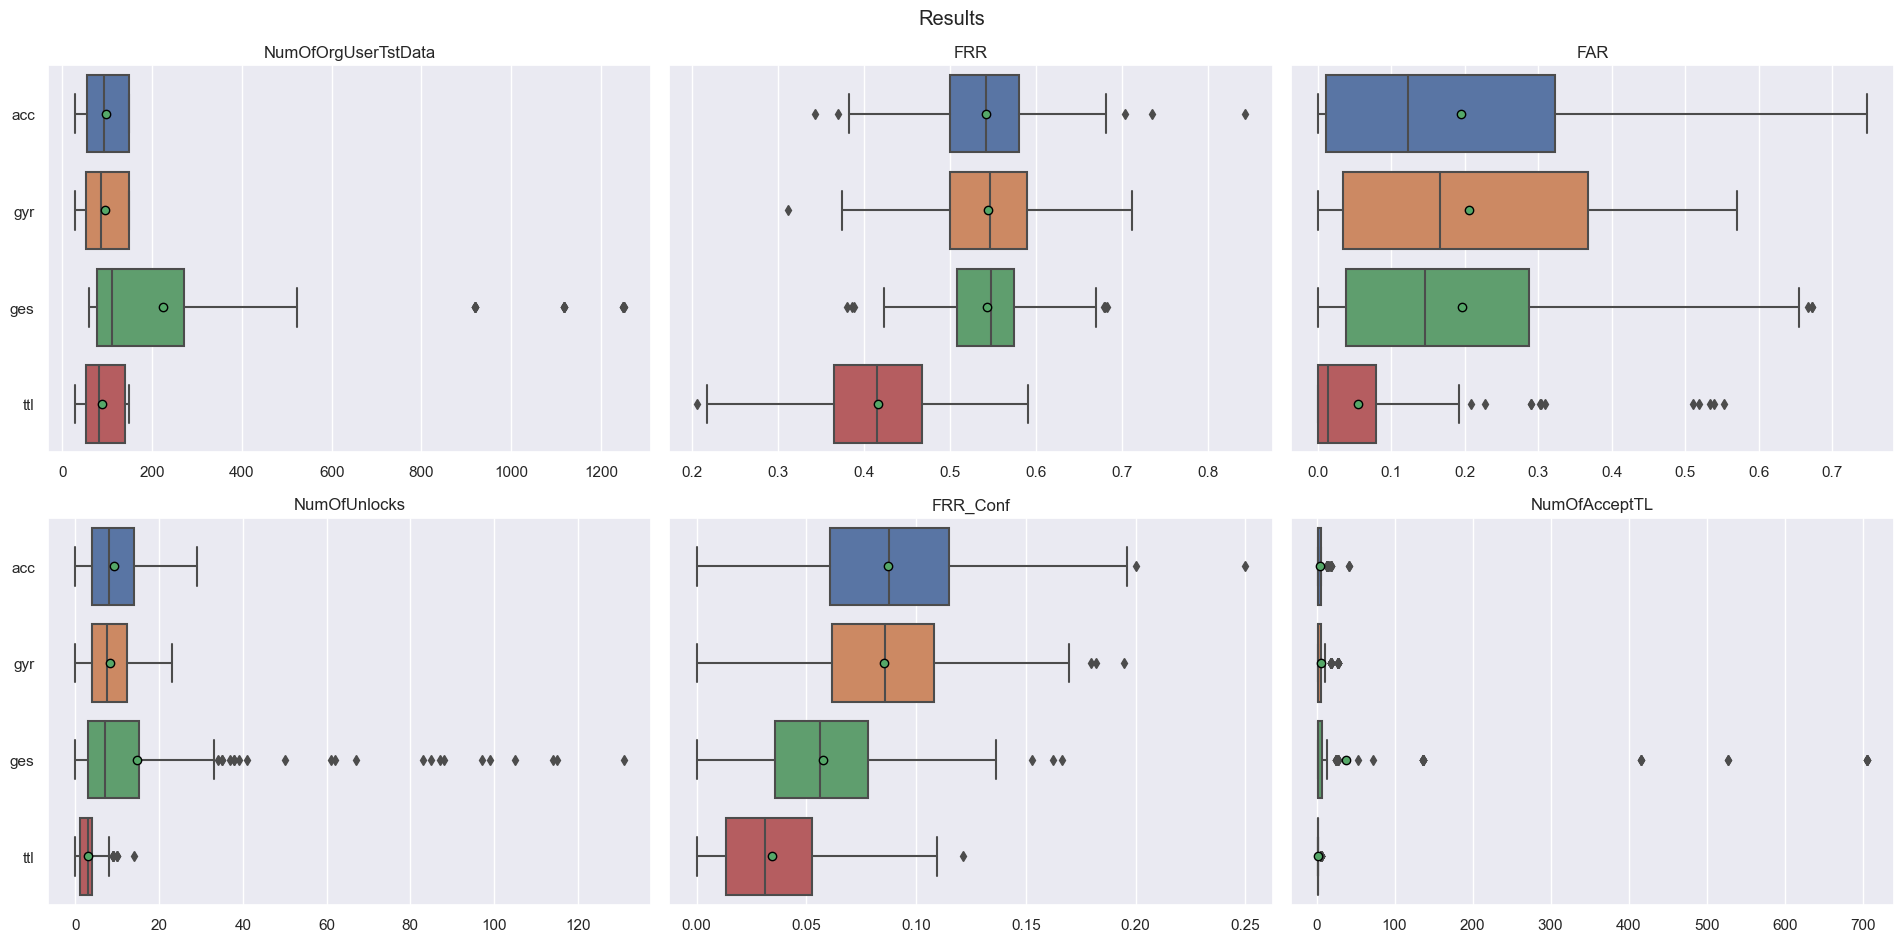 Results
NumOfOrgUserTstData
FRR
FAR
acc
gyr
ges
ttl
0 200 400 600 800 1000 1200
0.2 0.3 0.4 0.5 0.6 0.7 0.8
0.0 0.1 0.2 0.3 0.4 0.5 0.6 0.7
NumOfUnlocks
FRR_Conf
NumOfAcceptTL
acc
gyr
ges
ttl
0 20 40 60 80 100 120
0.00 0.05 0.10 0.15 0.20 0.25
0 100 200 300 400 500 600 700